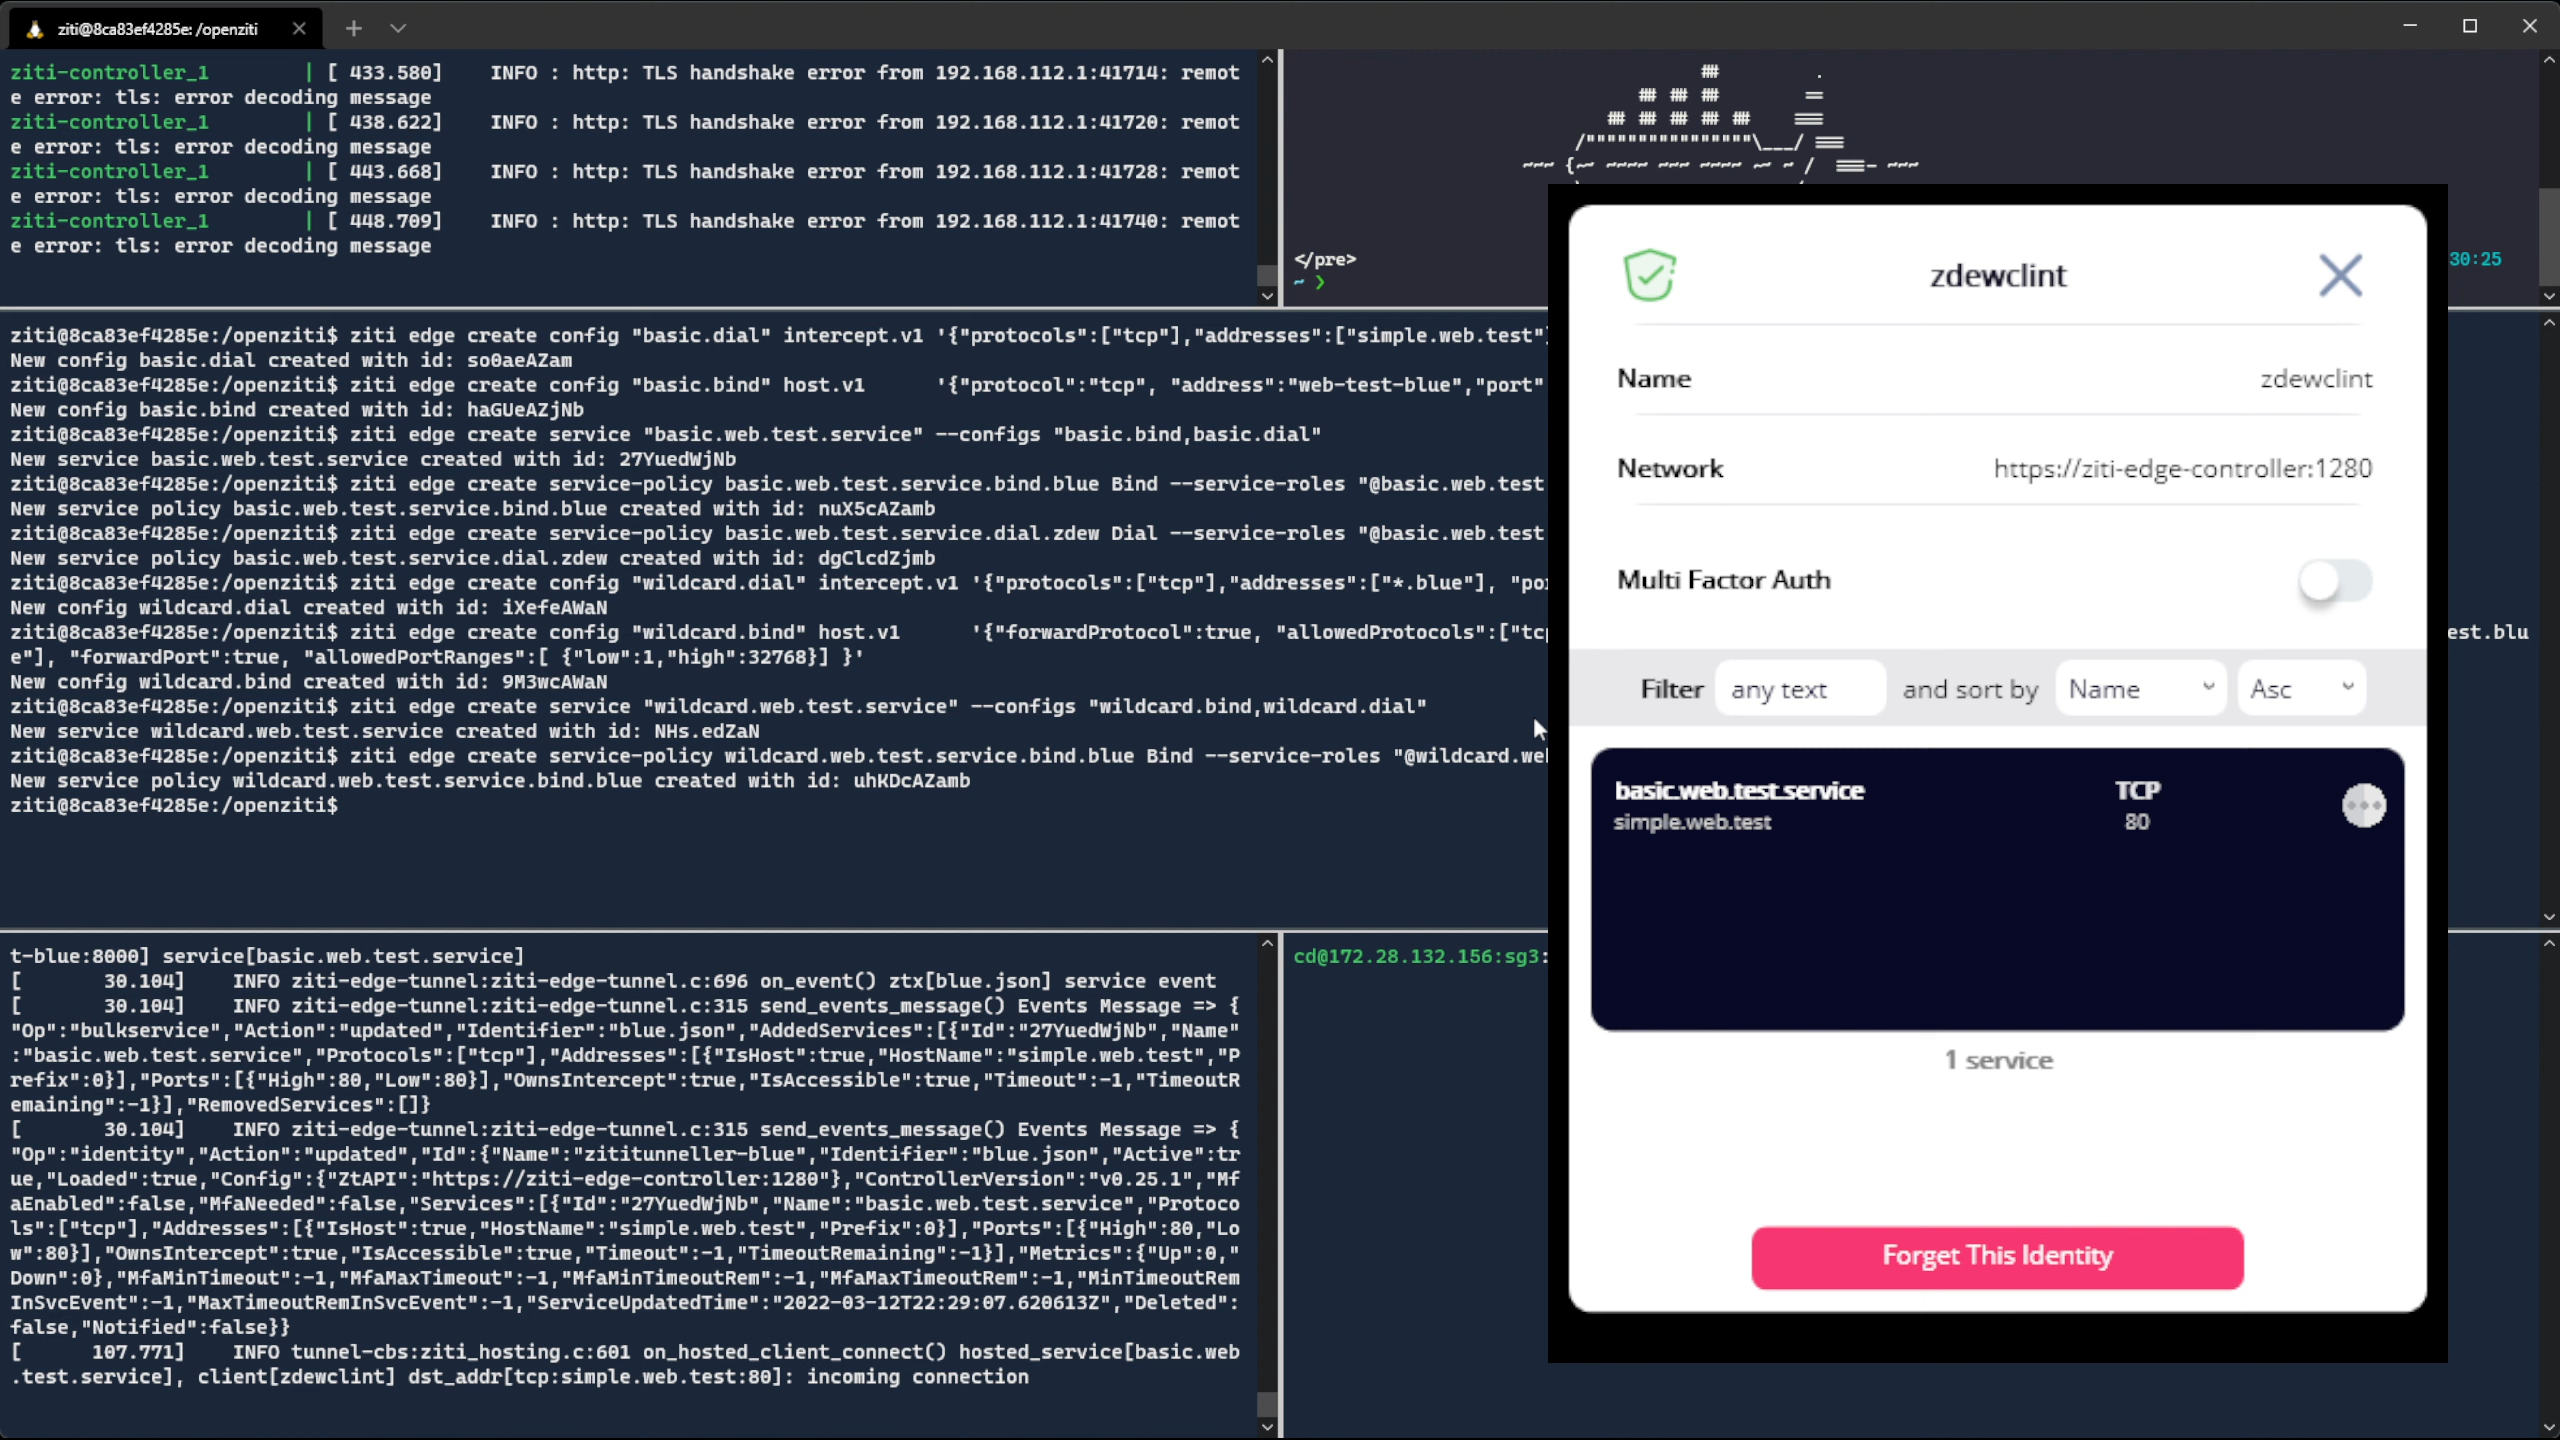 ziti@8ca83ef4285e: /openziti
ziti-controller_1        | [ 433.580]    INFO : http: TLS handshake error from 192.168.112.1:41714: remot
e error: tls: error decoding message
ziti-controller_1        | [ 438.622]    INFO : http: TLS handshake error from 192.168.112.1:41720: remot
e error: tls: error decoding message
ziti-controller_1        | [ 443.668]    INFO : http: TLS handshake error from 192.168.112.1:41728: remot
e error: tls: error decoding message
ziti-controller_1        | [ 448.709]    INFO : http: TLS handshake error from 192.168.112.1:41740: remot
e error: tls: error decoding message
</pre>
~ ❯
30:25
ziti@8ca83ef4285e:/openziti$ ziti edge create config "basic.dial" intercept.v1 '{"protocols":["tcp"],"addresses":["simple.web.test"]
New config basic.dial created with id: so0aeAZam
ziti@8ca83ef4285e:/openziti$ ziti edge create config "basic.bind" host.v1      '{"protocol":"tcp", "address":"web-test-blue","port"
New config basic.bind created with id: haGUeAZjNb
ziti@8ca83ef4285e:/openziti$ ziti edge create service "basic.web.test.service" --configs "basic.bind,basic.dial"
New service basic.web.test.service created with id: 27YuedWjNb
ziti@8ca83ef4285e:/openziti$ ziti edge create service-policy basic.web.test.service.bind.blue Bind --service-roles "@basic.web.test
New service policy basic.web.test.service.bind.blue created with id: nuX5cAZamb
ziti@8ca83ef4285e:/openziti$ ziti edge create service-policy basic.web.test.service.dial.zdew Dial --service-roles "@basic.web.test
New service policy basic.web.test.service.dial.zdew created with id: dgClcdZjmb
ziti@8ca83ef4285e:/openziti$ ziti edge create config "wildcard.dial" intercept.v1 '{"protocols":["tcp"],"addresses":["*.blue"], "po
New config wildcard.dial created with id: iXefeAWaN
ziti@8ca83ef4285e:/openziti$ ziti edge create config "wildcard.bind" host.v1      '{"forwardProtocol":true, "allowedProtocols":["tc est.blu
e"], "forwardPort":true, "allowedPortRanges":[ {"low":1,"high":32768}] }'
New config wildcard.bind created with id: 9M3wcAWaN
ziti@8ca83ef4285e:/openziti$ ziti edge create service "wildcard.web.test.service" --configs "wildcard.bind,wildcard.dial"
New service wildcard.web.test.service created with id: NHs.edZaN
ziti@8ca83ef4285e:/openziti$ ziti edge create service-policy wildcard.web.test.service.bind.blue Bind --service-roles "@wildcard.we
New service policy wildcard.web.test.service.bind.blue created with id: uhKDcAZamb
ziti@8ca83ef4285e:/openziti$
t-blue:8000] service[basic.web.test.service]
[       30.104]    INFO ziti-edge-tunnel:ziti-edge-tunnel.c:696 on_event() ztx[blue.json] service event
[       30.104]    INFO ziti-edge-tunnel:ziti-edge-tunnel.c:315 send_events_message() Events Message => {
"Op":"bulkservice","Action":"updated","Identifier":"blue.json","AddedServices":[{"Id":"27YuedWjNb","Name"
:"basic.web.test.service","Protocols":["tcp"],"Addresses":[{"IsHost":true,"HostName":"simple.web.test","P
refix":0}],"Ports":[{"High":80,"Low":80}],"OwnsIntercept":true,"IsAccessible":true,"Timeout":-1,"TimeoutR
emaining":-1}],"RemovedServices":[]}
[       30.104]    INFO ziti-edge-tunnel:ziti-edge-tunnel.c:315 send_events_message() Events Message => {
"Op":"identity","Action":"updated","Id":{"Name":"zititunneller-blue","Identifier":"blue.json","Active":tr
ue,"Loaded":true,"Config":{"ZtAPI":"https://ziti-edge-controller:1280"},"ControllerVersion":"v0.25.1","Mf
aEnabled":false,"MfaNeeded":false,"Services":[{"Id":"27YuedWjNb","Name":"basic.web.test.service","Protoco
ls":["tcp"],"Addresses":[{"IsHost":true,"HostName":"simple.web.test","Prefix":0}],"Ports":[{"High":80,"Lo
w":80}],"OwnsIntercept":true,"IsAccessible":true,"Timeout":-1,"TimeoutRemaining":-1}],"Metrics":{"Up":0,"
Down":0},"MfaMinTimeout":-1,"MfaMaxTimeout":-1,"MfaMinTimeoutRem":-1,"MfaMaxTimeoutRem":-1,"MinTimeoutRem
InSvcEvent":-1,"MaxTimeoutRemInSvcEvent":-1,"ServiceUpdatedTime":"2022-03-12T22:29:07.620613Z","Deleted":
false,"Notified":false}}
[      107.771]    INFO tunnel-cbs:ziti_hosting.c:601 on_hosted_client_connect() hosted_service[basic.web
.test.service], client[zdewclint] dst_addr[tcp:simple.web.test:80]: incoming connection
cd@172.28.132.156:sg3:
zdewclint
Name zdewclint
Network https://ziti-edge-controller:1280
Multi Factor Auth
Filter any text and sort by Name Asc
basic.web.test.service TCP
simple.web.test 80
1 service
Forget This Identity